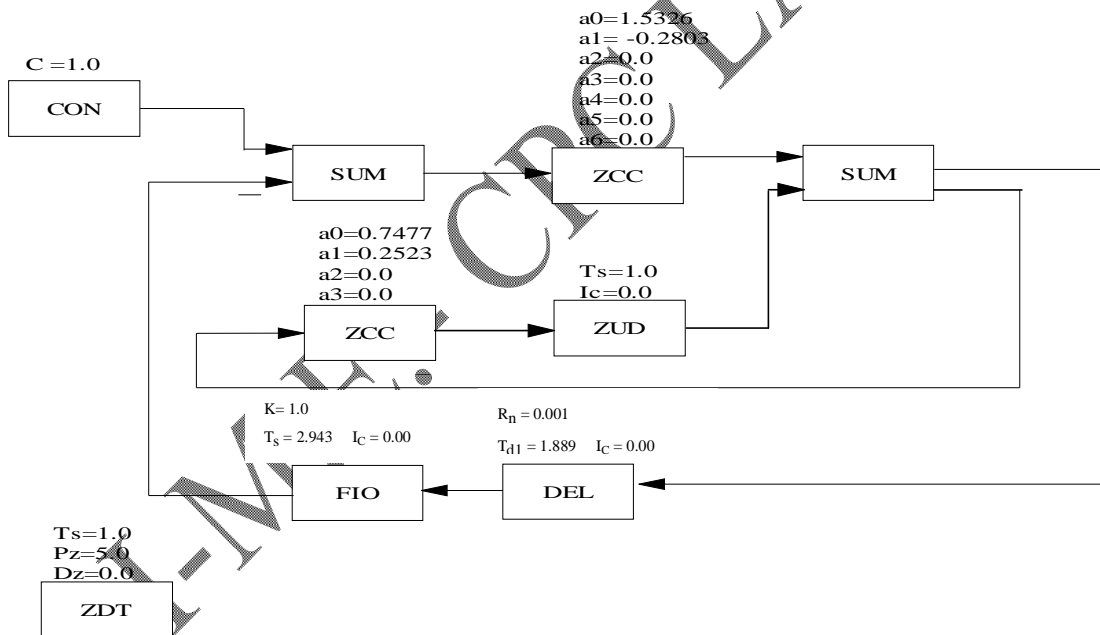 a0=1.5326
a1= -0.2803
a2=0.0
a3=0.0
a4=0.0
a5=0.0
a6=0.0
C =1.0
CON
SUM
ZCC
SUM
–
a0=0.7477
a1=0.2523
a2=0.0
a3=0.0
Ts=1.0
Ic=0.0
ZCC
ZUD
K= 1.0
Ts = 2.943 IC = 0.00
Rn = 0.001
Td1 = 1.889 IC = 0.00
FIO
DEL
Ts=1.0
Pz=5.0
Dz=0.0
ZDT
CRC